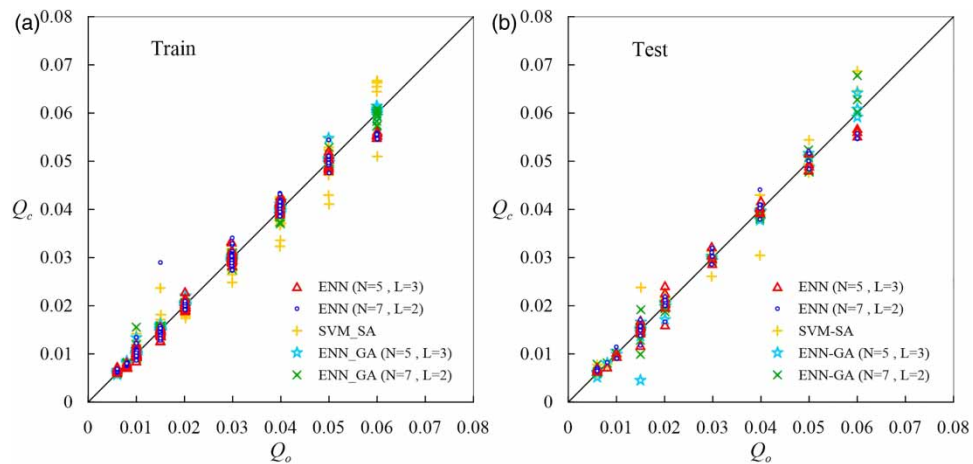 (a)
Train
0.08
0.07
0.06
0.05
0.04
0.03
0.02
0.01
0
Qc
ENN (N=5 , L=3)
ENN (N=7 , L=2)
SVM_SA
ENN_GA (N=5 , L=3)
ENN_GA (N=7 , L=2)
0 0.01 0.02 0.03 0.04 0.05 0.06 0.07 0.08
Qo
(b)
Test
0.08
0.07
0.06
0.05
0.04
0.03
0.02
0.01
0
Qc
ENN (N=5 , L=3)
ENN (N=7 , L=2)
SVM-SA
ENN-GA (N=5 , L=3)
ENN-GA (N=7 , L=2)
0 0.01 0.02 0.03 0.04 0.05 0.06 0.07 0.08
Qo